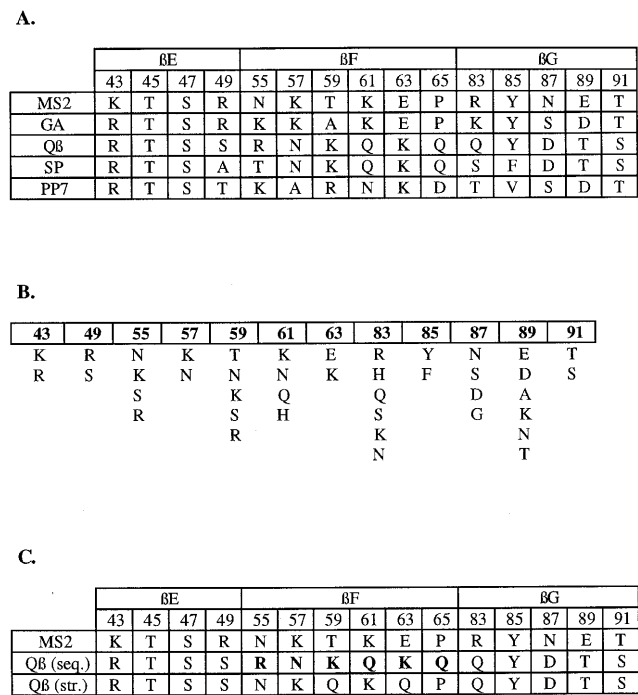 A.
ßE ßF ßG
43 45 47 49 55 57 59 61 63 65 83 85 87 89 91
MS2 K T S R N K T K E P R Y N E T
GA R T S R K K A K E P K Y S D T
Qß R T S S R N K Q K Q Q Y D T S
SP R T S A T N K Q K Q S F D T S
PP7 R T S T K A R N K D T V S D T
B.
43 49 55 57 59 61 63 83 85 87 89 91
K R N K T K E R Y N E T
R S K N N N K H F S D S
S K Q Q D A
R S H S G K
R K N
N T
C.
ßE ßF ßG
43 45 47 49 55 57 59 61 63 65 83 85 87 89 91
MS2 K T S R N K T K E P R Y N E T
Qß (seq.) R T S S R N K Q K Q Q Y D T S
Qß (str.) R T S S N K Q K Q P Q Y D T S